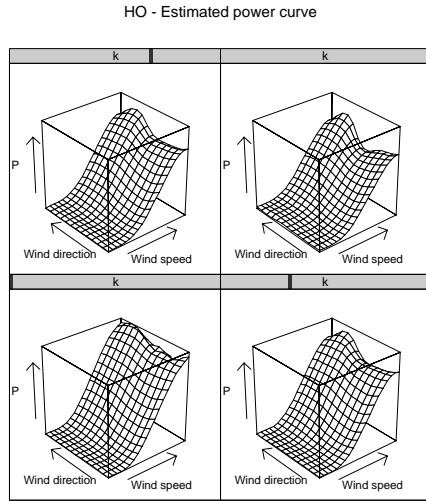 HO - Estimated power curve
k
k
P
Wind direction
Wind speed
P
Wind direction
Wind speed
k
k
P
Wind direction
Wind speed
P
Wind direction
Wind speed